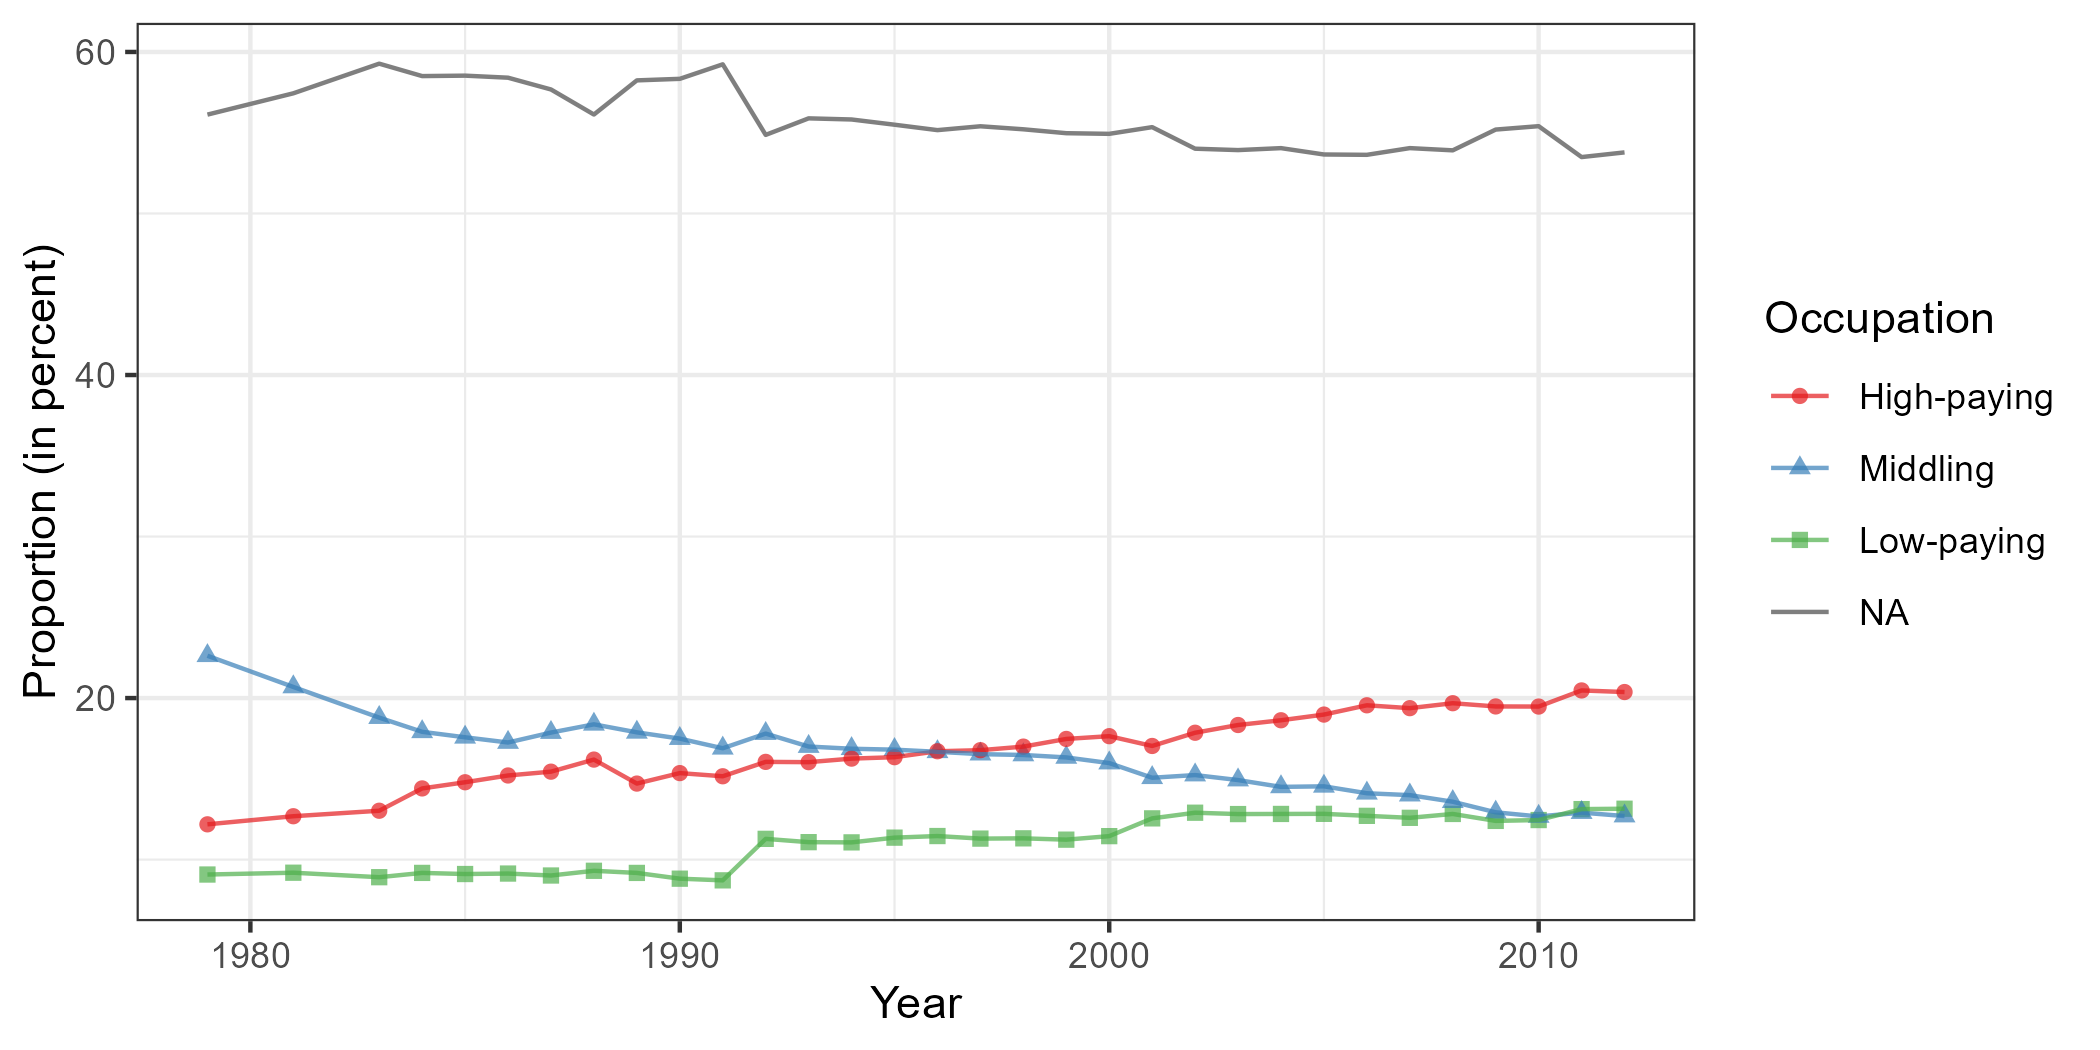 60
40
20
Proportion (in percent)
1980
1990
2000
2010
Year
Occupation
High-paying
Middling
Low-paying
NA